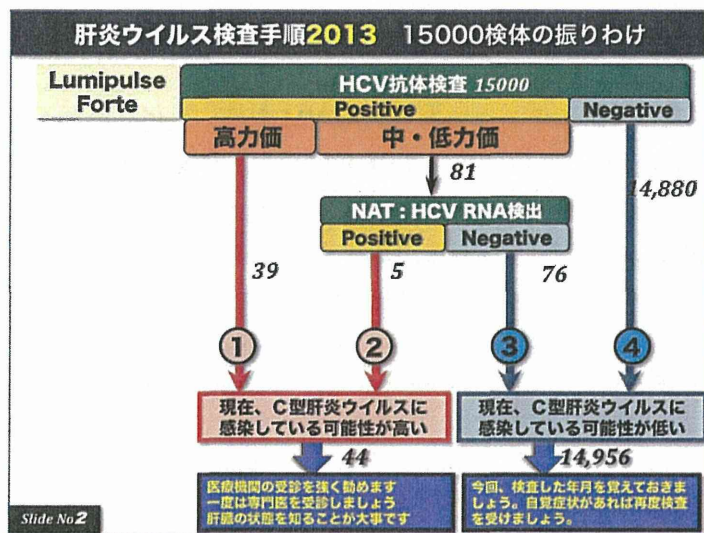 肝炎ウイルス検査手順2013 15000検体の振りわけ
Lumipulse
Forte
HCV抗体検査 15000
Positive
Negative
高力価
中・低力価
81
14,880
NAT:HCV RNA検出
Positive
Negative
39
5
76
1
2
3
4
現在、C型肝炎ウイルスに
感染している可能性が高い
現在、C型肝炎ウイルスに
感染している可能性が低い
44
14,956
医療機関の受診を強く勧めます
一度は専門医を受診しましょう
肝臓の状態を知ることが大事です
今回、検査した年月を覚えておきま
しょう。自覚症状があれば再度検査
を受けましょう。
Slide No2